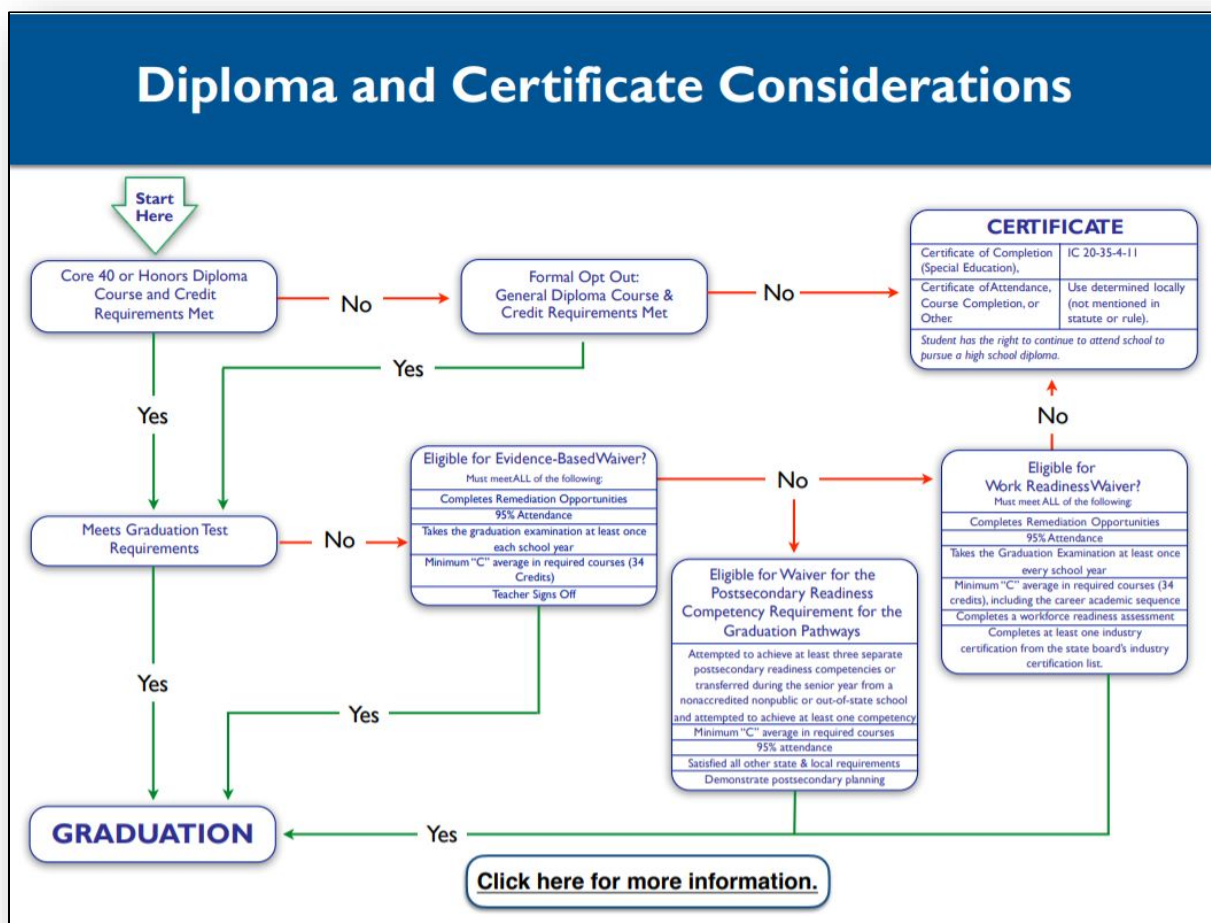 Diploma and Certificate Considerations
Start
Here
Core 40 or Honors Diploma
Course and Credit
Requirements Met
No
Formal Opt Out:
General Diploma Course &
Credit Requirements Met
No
CERTIFICATE
Certificate of Completion
(Special Education),
IC 20-35-4-11
Certificate of Attendance,
Course Completion, or
Other.
Use determined locally
(not mentioned in
statute or rule).
Student has the right to continue to attend school to
pursue a high school diploma.
Yes
Yes
No
Meets Graduation Test
Requirements
No
Eligible for Evidence-Based Waiver?
Must meet ALL of the following:
Completes Remediation Opportunities
95% Attendance
Takes the graduation examination at least once
each school year
Minimum "C" average in required courses (34
Credits)
Teacher Signs Off
No
Eligible for
Work Readiness Waiver?
Must meet ALL of the following:
Completes Remediation Opportunities
95% Attendance
Takes the Graduation Examination at least once
every school year
Minimum "C" average in required courses (34
credits), including the career academic sequence
Completes a workforce readiness assessment
Completes at least one industry
certification from the state board's industry
certification list.
Eligible for Waiver for the
Postsecondary Readiness
Competency Requirement for the
Graduation Pathways
Attempted to achieve at least three separate
postsecondary readiness competencies or
transferred during the senior year from a
nonaccredited nonpublic or out-of-state school
and attempted to achieve at least one competency
Minimum "C" average in required courses
95% attendance
Satisfied all other state & local requirements
Demonstrate postsecondary planning
Yes
Yes
GRADUATION
Yes
Click here for more information.